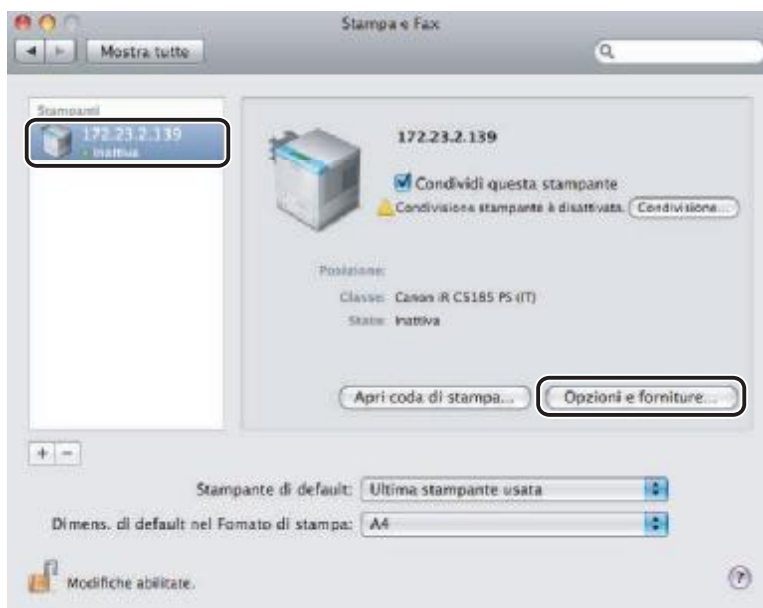 Stampa e Fax
Mostra tutte
Stampanti
172.23.2.139
Inattiva
172.23.2.139
Condividi questa stampante
Condivisione stampante è disattivata. Condivisione...
Posizione:
Classe: Canon iR C5185 PS (IT)
Stato: Inattiva
Apri coda di stampa... Opzioni e forniture...
+ -
Stampante di default: Ultima stampante usata
Dimens. di default nel Fomato di stampa: A4
Modifiche abilitate.
?